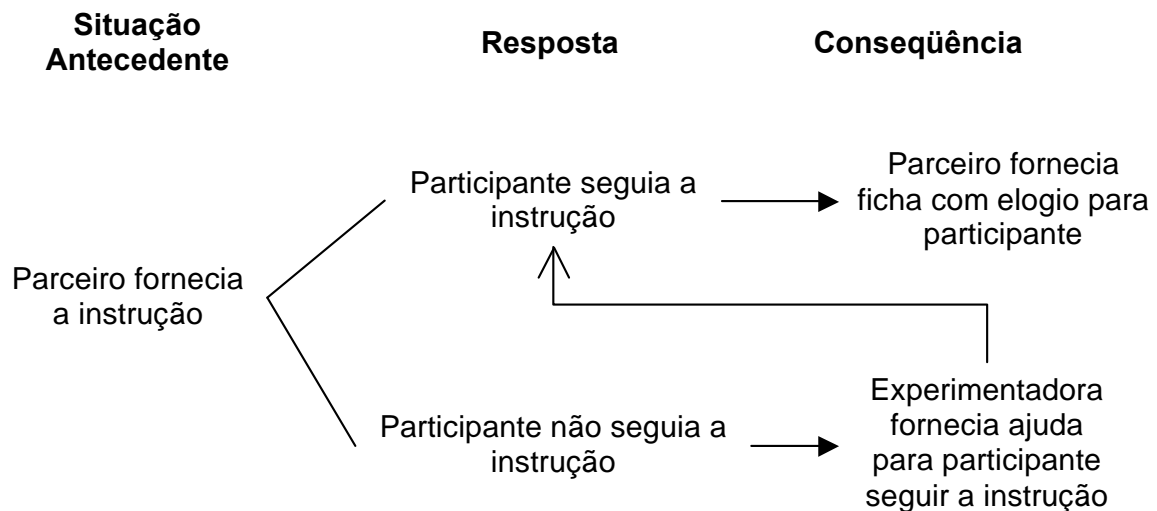 Situação
Antecedente
Resposta
Conseqüência
Parceiro fornecia
a instrução
Participante seguia a
instrução
Parceiro fornecia
ficha com elogio para
participante
Participante não seguia a
instrução
Experimentadora
fornecia ajuda
para participante
seguir a instrução